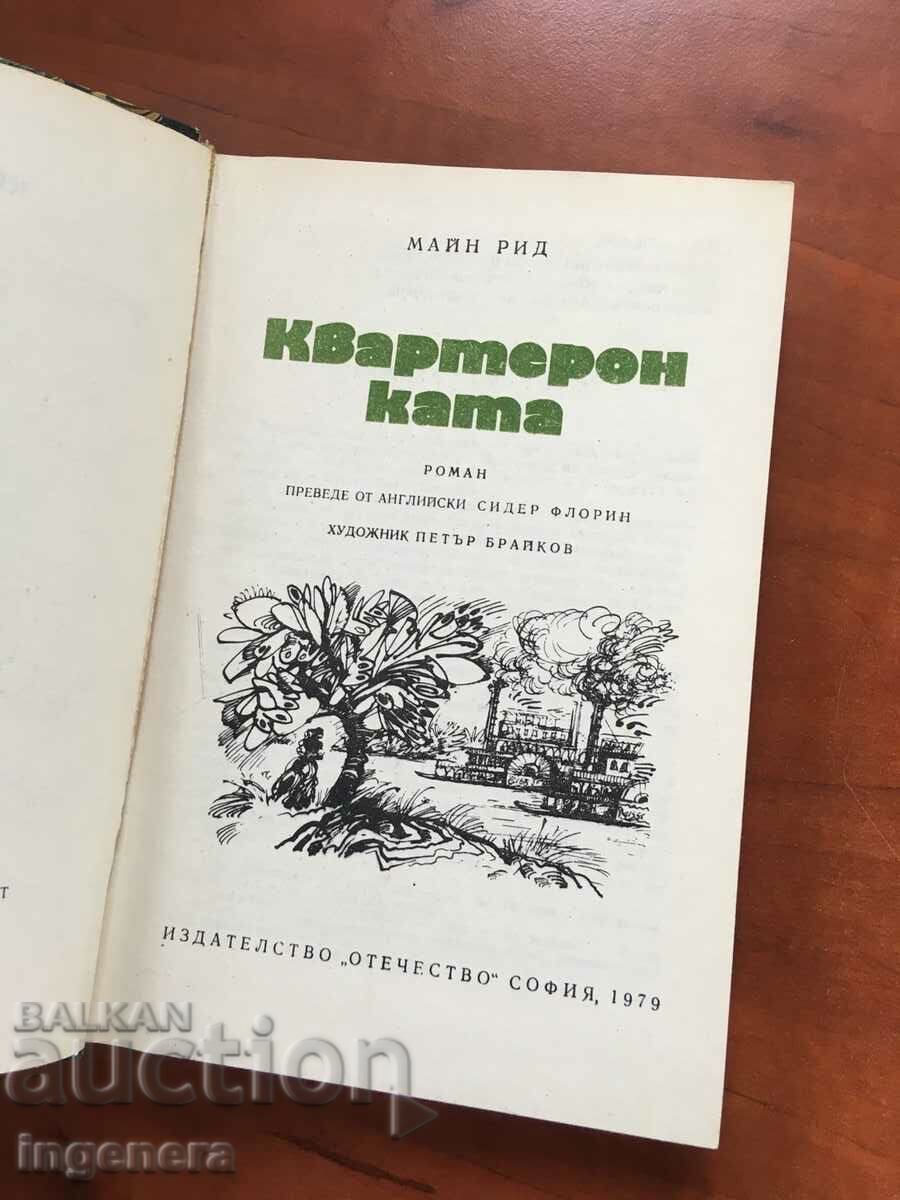 МАЙН РИД
Квартерон
ката
РОМАН
ПРЕВЕДЕ ОТ АНГЛИЙСКИ СИДЕР ФЛОРИН
ХУДОЖНИК ПЕТЪР БРАЙКОВ
ИЗДАТЕЛСТВО „ОТЕЧЕСТВО“ СОФИЯ, 1979
Т
BALKAN
auction
ingenera